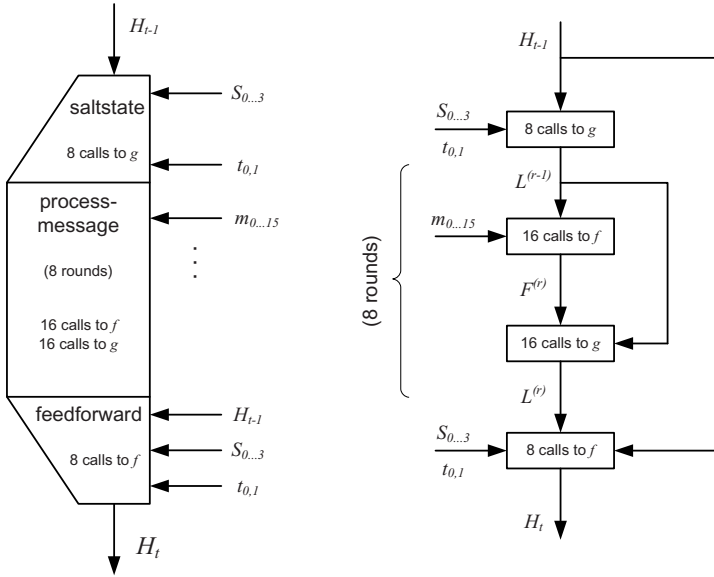 H_{t-1}
saltstate
S_{0...3}
8 calls to g
t_{0,1}
process-
message
m_{0...15}
(8 rounds)
16 calls to f
16 calls to g
feedforward
H_{t-1}
S_{0...3}
8 calls to f
t_{0,1}
H_t
H_{t-1}
S_{0...3}
8 calls to g
t_{0,1}
L^{(r-1)}
m_{0...15}
16 calls to f
(8 rounds)
F^{(r)}
16 calls to g
L^{(r)}
S_{0...3}
8 calls to f
t_{0,1}
H_t